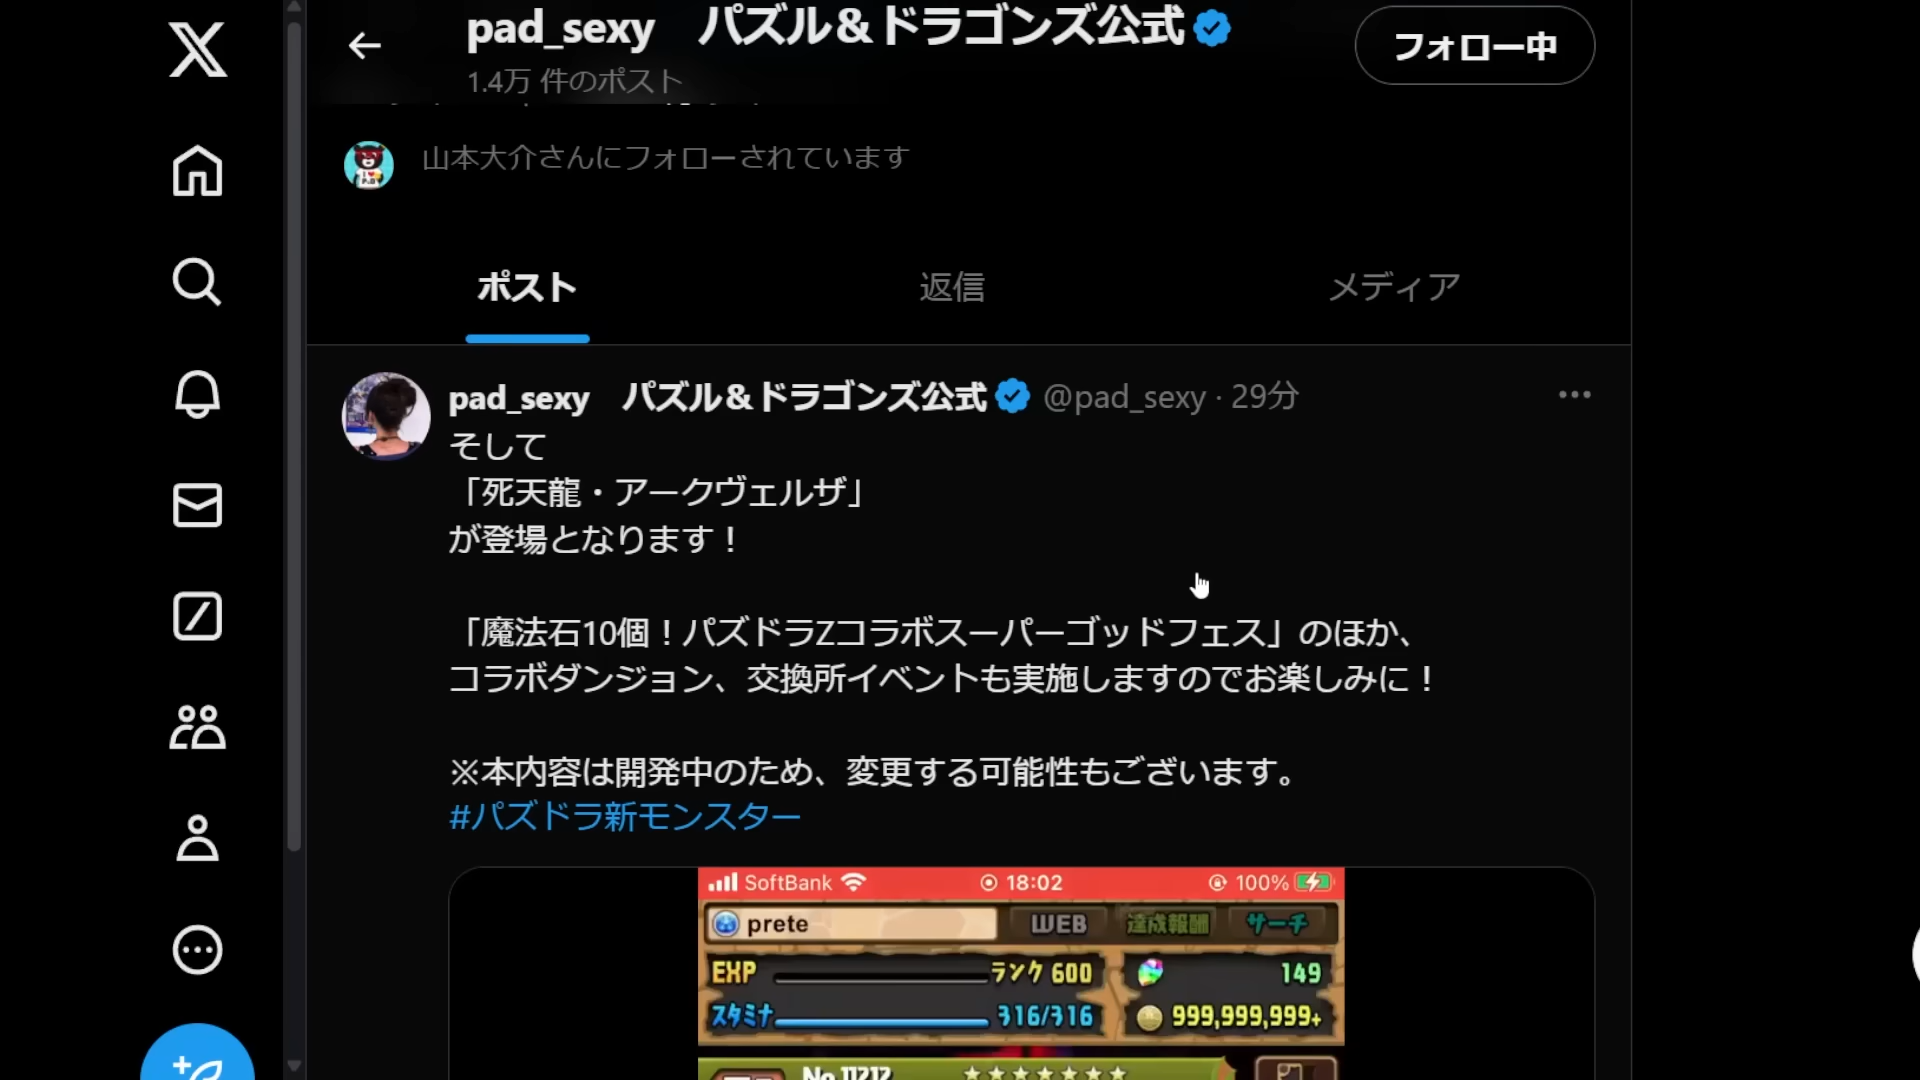 pad_sexy パズル＆ドラゴンズ公式
フォロー中
1.4万 件のポスト
山本大介さんにフォローされています
ポスト
返信
メディア
pad_sexy パズル＆ドラゴンズ公式 @pad_sexy · 29分
そして
「死天龍・アークヴェルザ」
が登場となります！
「魔法石10個！パズドラZコラボスーパーゴッドフェス」のほか、
コラボダンジョン、交換所イベントも実施しますのでお楽しみに！
※本内容は開発中のため、変更する可能性もございます。
#パズドラ新モンスター
SoftBank 18:02 100%
prete WEB 達成報酬 サーチ
EXP ランク 600 149
スタミナ 316/316 999,999,999+
No.11212